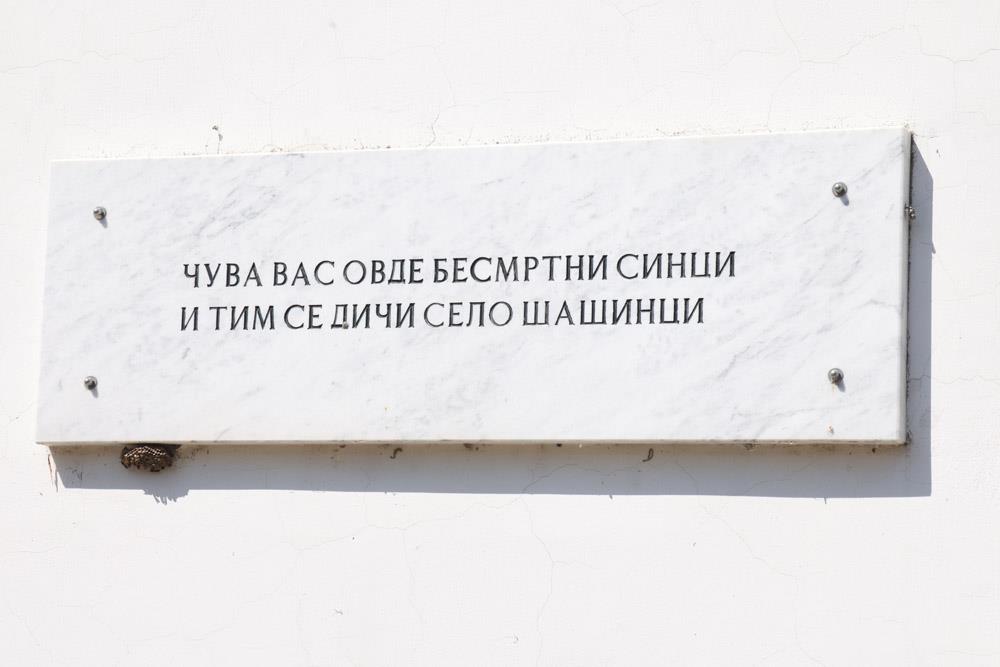 ЧУВА ВАС ОВДЕ БЕСМРТНИ СИНЦИ
И ТИМ СЕ ДИЧИ СЕЛО ШАШИНЦИ